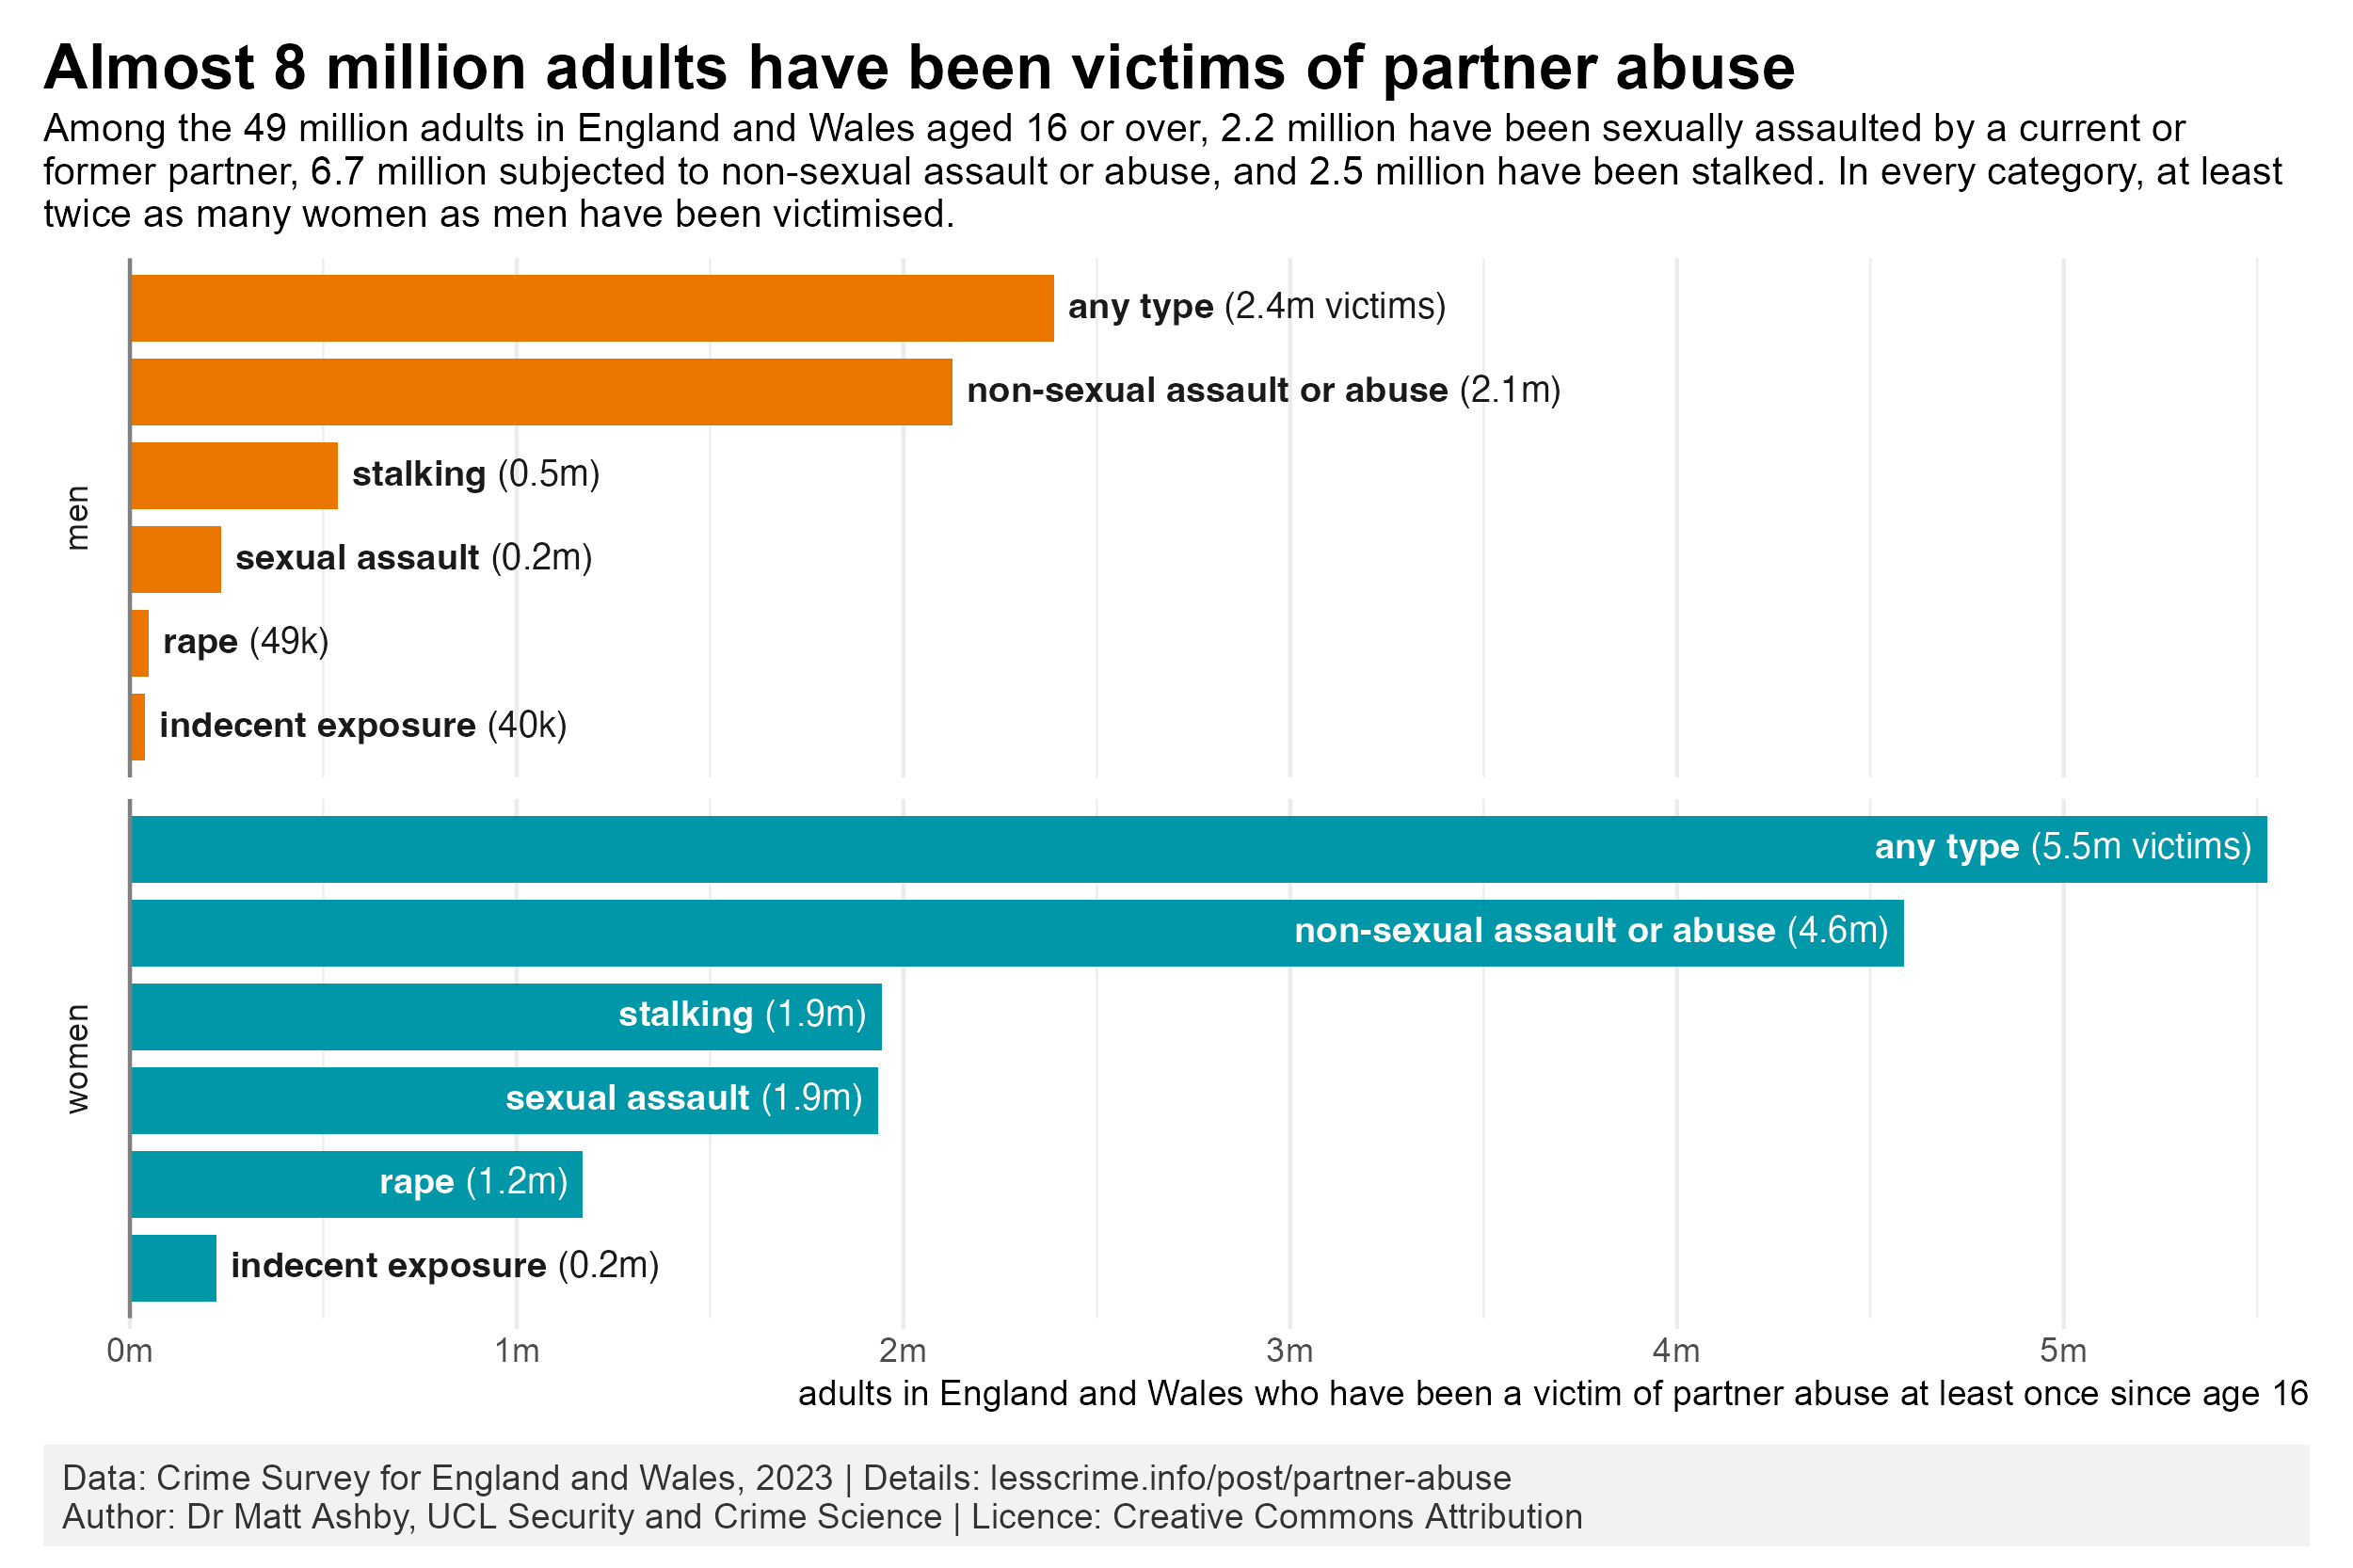 Almost 8 million adults have been victims of partner abuse
Among the 49 million adults in England and Wales aged 16 or over, 2.2 million have been sexually assaulted by a current or
former partner, 6.7 million subjected to non-sexual assault or abuse, and 2.5 million have been stalked. In every category, at least
twice as many women as men have been victimised.
men
any type (2.4m victims)
non-sexual assault or abuse (2.1m)
stalking (0.5m)
sexual assault (0.2m)
rape (49k)
indecent exposure (40k)
women
any type (5.5m victims)
non-sexual assault or abuse (4.6m)
stalking (1.9m)
sexual assault (1.9m)
rape (1.2m)
indecent exposure (0.2m)
0m 1m 2m 3m 4m 5m
adults in England and Wales who have been a victim of partner abuse at least once since age 16
Data: Crime Survey for England and Wales, 2023 | Details: lesscrime.info/post/partner-abuse
Author: Dr Matt Ashby, UCL Security and Crime Science | Licence: Creative Commons Attribution